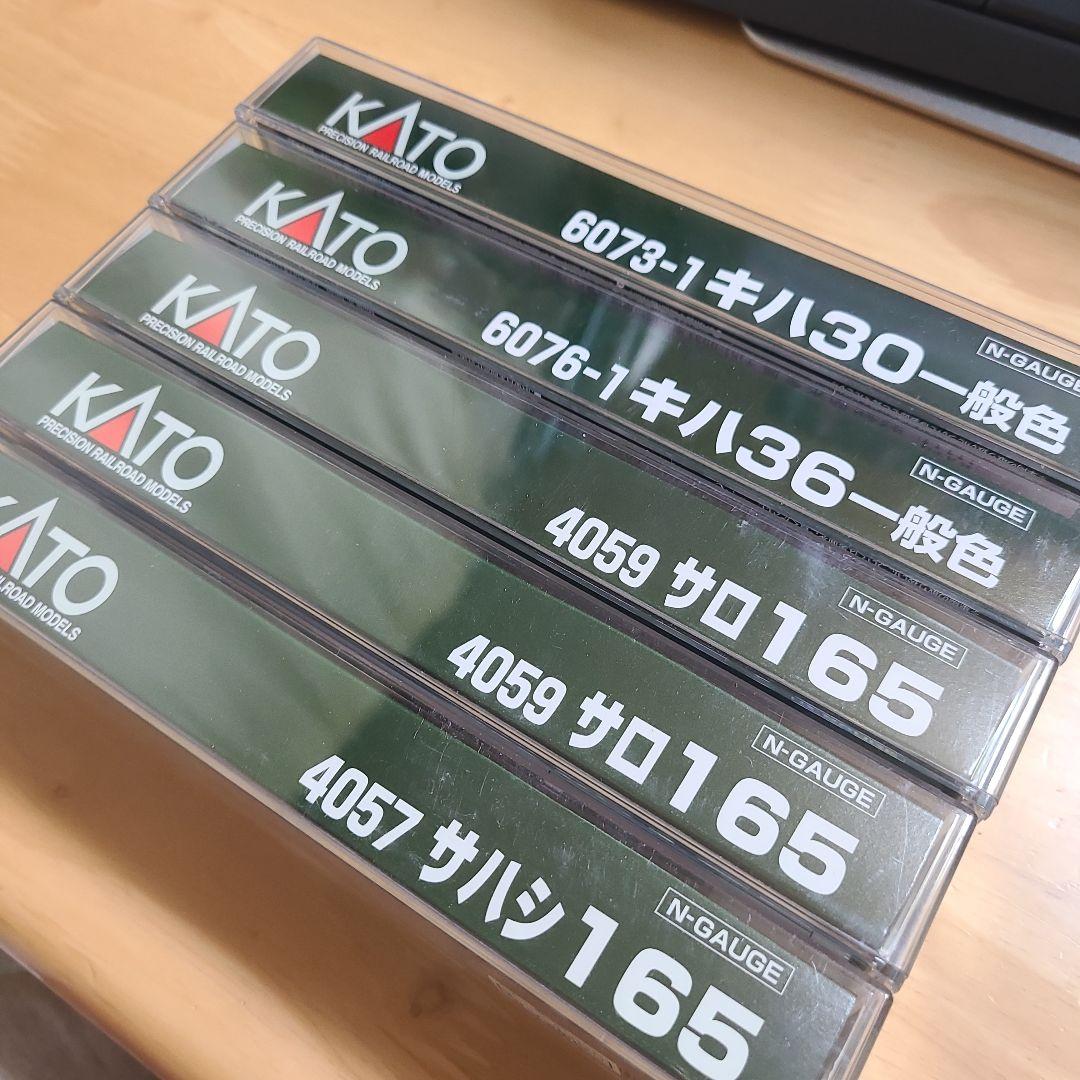 KATO
PRECISION RAILROAD MODELS
6073-1 キハ30一般色
N-GAUGE
KATO
PRECISION RAILROAD MODELS
6076-1 キハ36一般色
N-GAUGE
KATO
PRECISION RAILROAD MODELS
4059 サロ165
N-GAUGE
KATO
PRECISION RAILROAD MODELS
4059 サロ165
N-GAUGE
KATO
RAILROAD MODELS
4057 サハシ165
N-GAUGE